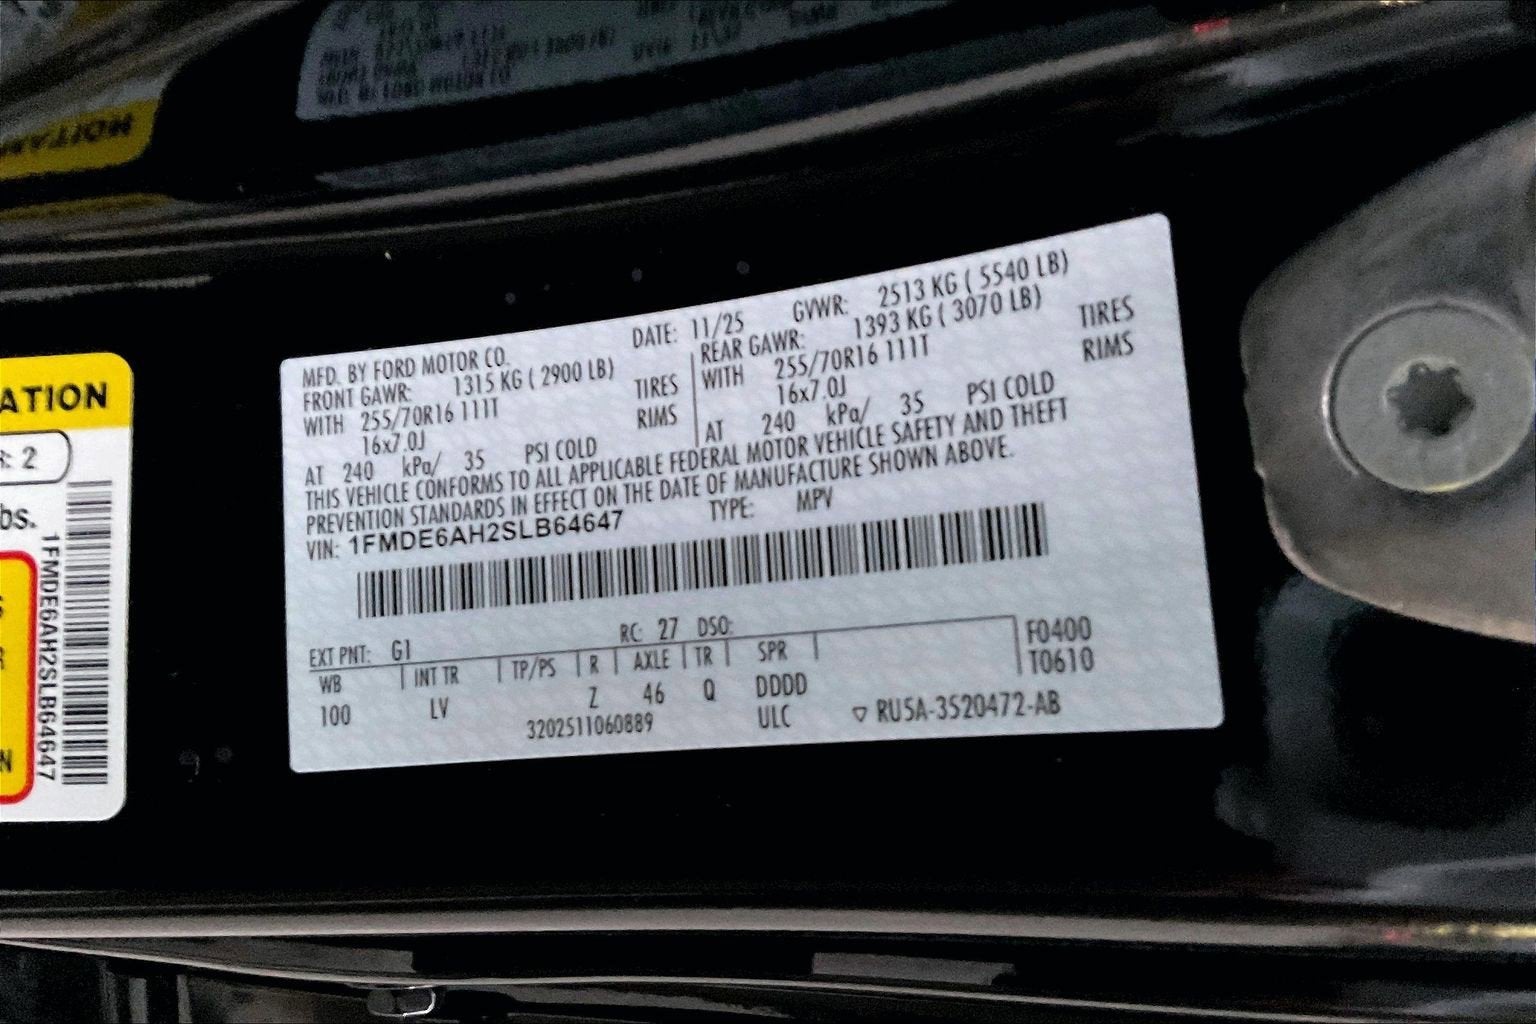 MFD. BY FORD MOTOR CO. DATE: 11/25 GVWR: 2513 KG ( 5540 LB)
FRONT GAWR: 1315 KG ( 2900 LB) REAR GAWR: 1393 KG ( 3070 LB)
WITH 255/70R16 111T TIRES WITH 255/70R16 111T TIRES
16x7.0J RIMS 16x7.0J RIMS
AT 240 kPa/ 35 PSI COLD AT 240 kPa/ 35 PSI COLD
THIS VEHICLE CONFORMS TO ALL APPLICABLE FEDERAL MOTOR VEHICLE SAFETY AND THEFT
PREVENTION STANDARDS IN EFFECT ON THE DATE OF MANUFACTURE SHOWN ABOVE.
VIN: 1FMDE6AH2SLB64647 TYPE: MPV
EXT PNT: G1 RC: 27 DSO: F0400
WB INT TR TP/PS R AXLE TR SPR T0610
100 LV Z 46 Q DDDD
3202511060889 ULC ▽ RU5A-3520472-AB
ATION
: 2
bs.
1FMDE6AH2SLB64647